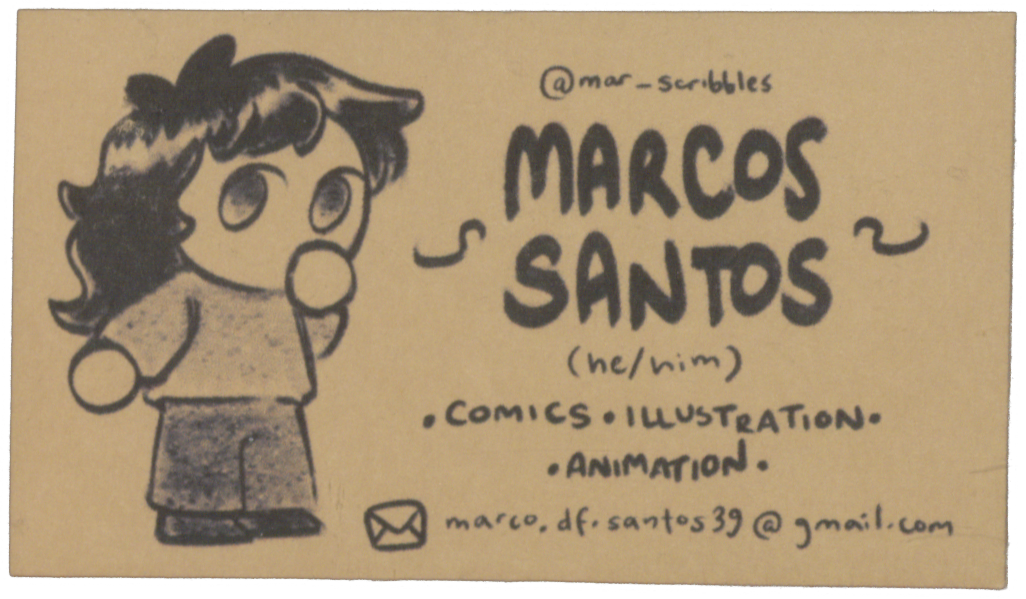 @mar_scribbles
MARCOS
SANTOS
(he/him)
•COMICS•ILLUSTRATION•
•ANIMATION•
marco.df.santos39@gmail.com